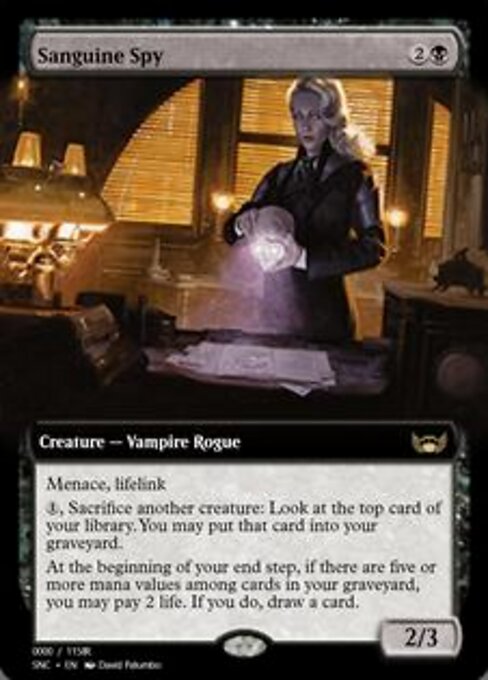 Sanguine Spy 2
Creature — Vampire Rogue
Menace, lifelink
1, Sacrifice another creature: Look at the top card of
your library. You may put that card into your
graveyard.
At the beginning of your end step, if there are five or
more mana values among cards in your graveyard,
you may pay 2 life. If you do, draw a card.
2/3
SNC • EN David Palumbo